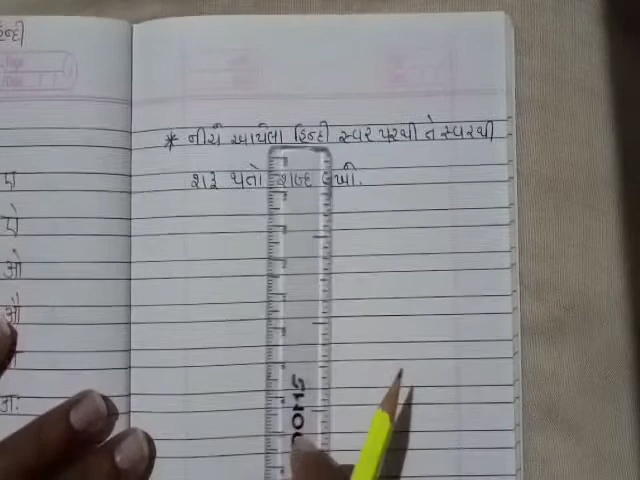 हिन्दी
* નીચે આપેલા હિન્દી સ્વર પરથી તે સ્વરથી
શરૂ થતો શબ્દ લખો.
ए
ऐ
ओ
औ
अः